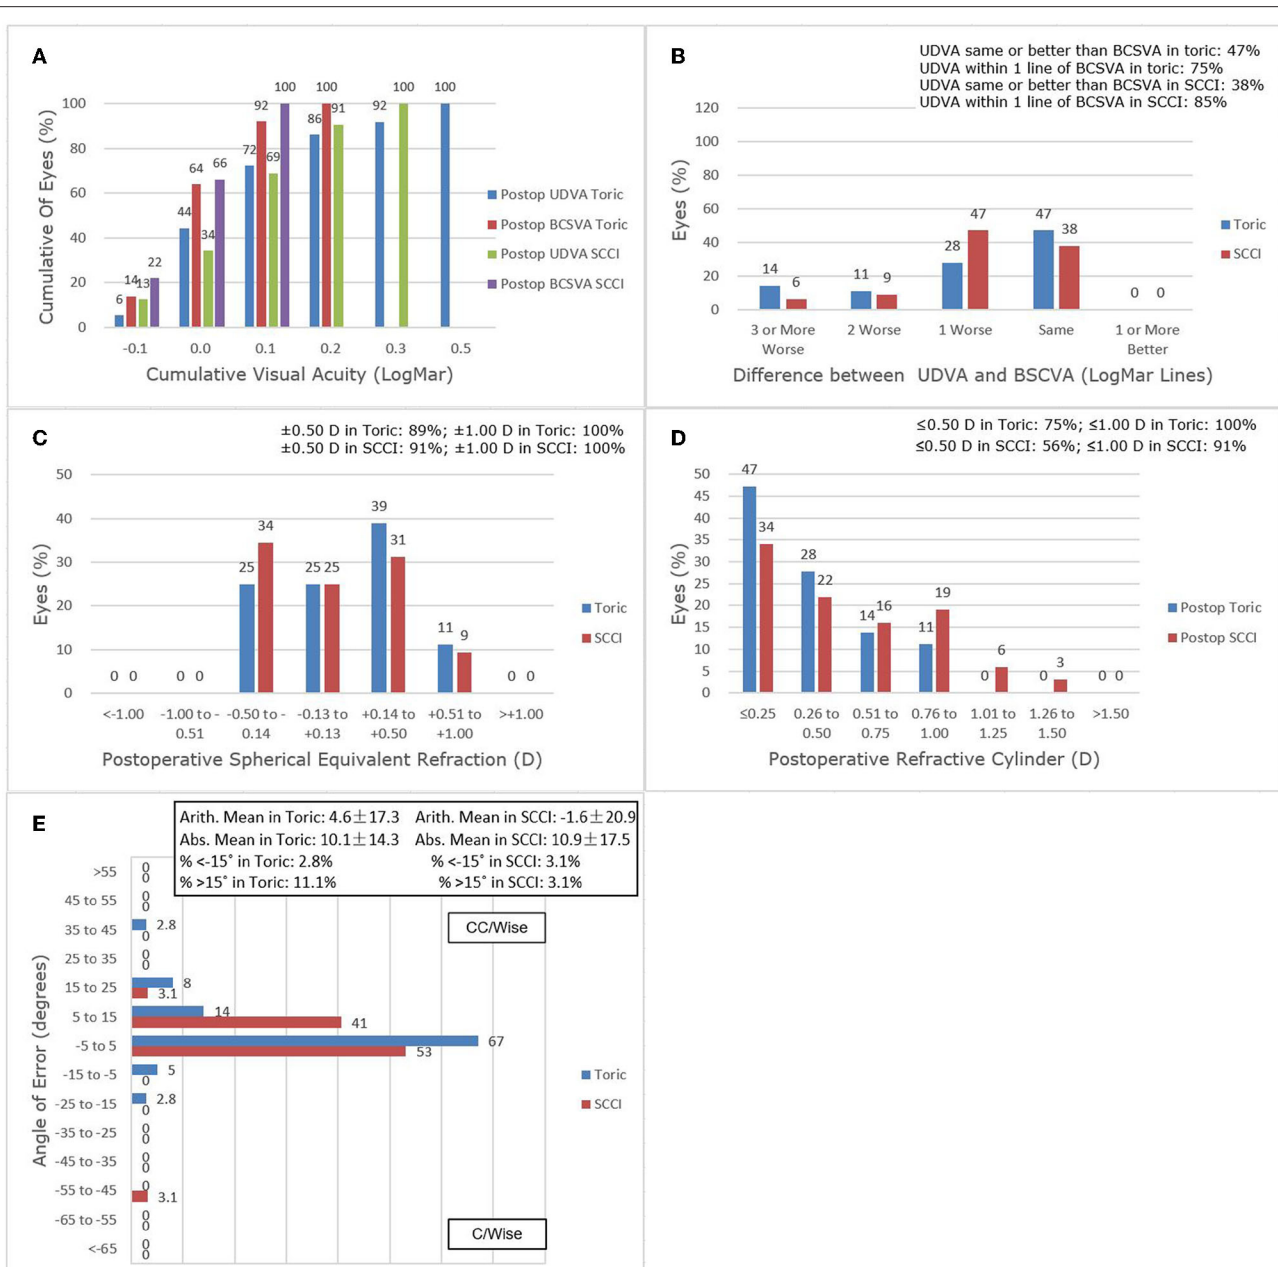 A
100
92
100
91
92
100
100
100
86
80
72
69
64
66
60
44
40
34
22
20
14
13
6
0
-0.1 0.0 0.1 0.2 0.3 0.5
Cumulative Of Eyes (%)
Cumulative Visual Acuity (LogMar)
Postop UDVA Toric
Postop BCSVA Toric
Postop UDVA SCCI
Postop BCSVA SCCI
B
UDVA same or better than BCSVA in toric: 47%
UDVA within 1 line of BCSVA in toric: 75%
UDVA same or better than BCSVA in SCCI: 38%
UDVA within 1 line of BCSVA in SCCI: 85%
120
100
80
60
40
20
0
Eyes (%)
14 6 11 9 28 47 47 38 0 0
3 or More 2 Worse 1 Worse Same 1 or More
Worse Better
Difference between UDVA and BSCVA (LogMar Lines)
Toric
SCCI
C
±0.50 D in Toric: 89%; ±1.00 D in Toric: 100%
±0.50 D in SCCI: 91%; ±1.00 D in SCCI: 100%
50
40
30
20
10
0
Eyes (%)
0 0 0 0 25 34 25 25 39 31 11 9 0 0
<-1.00 -1.00 to - -0.50 to - -0.13 to +0.14 to +0.51 to >+1.00
0.51 0.14 +0.13 +0.50 +1.00
Postoperative Spherical Equivalent Refraction (D)
Toric
SCCI
D
≤0.50 D in Toric: 75%; ≤1.00 D in Toric: 100%
≤0.50 D in SCCI: 56%; ≤1.00 D in SCCI: 91%
50
45
40
35
30
25
20
15
10
5
0
Eyes (%)
47 34 28 22 14 16 11 19 0 6 0 3 0 0
≤0.25 0.26 to 0.51 to 0.76 to 1.01 to 1.26 to >1.50
0.50 0.75 1.00 1.25 1.50
Postoperative Refractive Cylinder (D)
Postop Toric
Postop SCCI
E
Arith. Mean in Toric: 4.6±17.3 Arith. Mean in SCCI: -1.6±20.9
Abs. Mean in Toric: 10.1±14.3 Abs. Mean in SCCI: 10.9±17.5
% <-15˚ in Toric: 2.8% % <-15˚ in SCCI: 3.1%
% >15˚ in Toric: 11.1% % >15˚ in SCCI: 3.1%
Angle of Error (degrees)
>55 0
0
45 to 55 0
0
35 to 45 2.8
0
CC/Wise
25 to 35 0
0
15 to 25 8
3.1
5 to 15 14
41
-5 to 5 67
53
-15 to -5 5
0
-25 to -15 2.8
0
-35 to -25 0
0
-45 to -35 0
0
-55 to -45 0
3.1
-65 to -55 0
0
C/Wise
<-65 0
0
Toric
SCCI